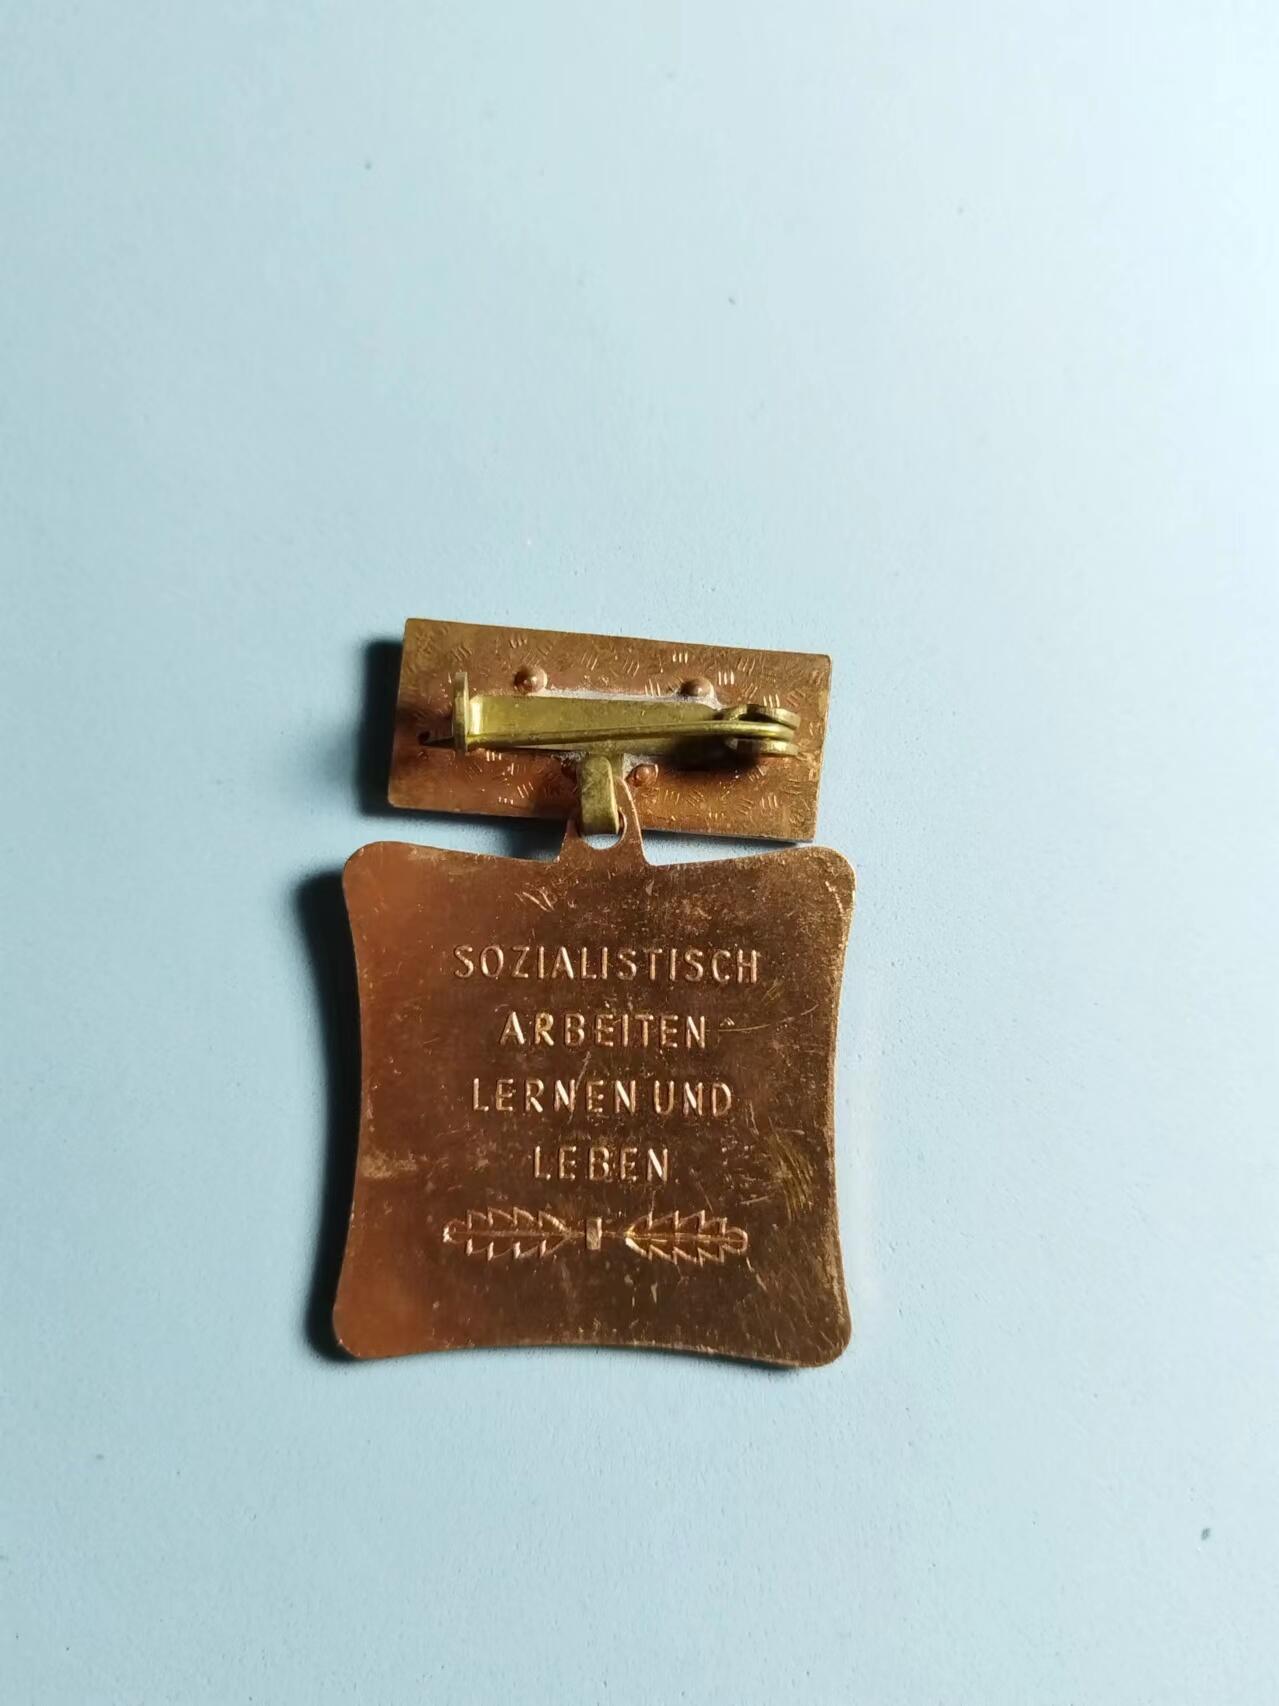 SOZIALISTISCH
ARBEITEN
LERNEN UND
LEBEN